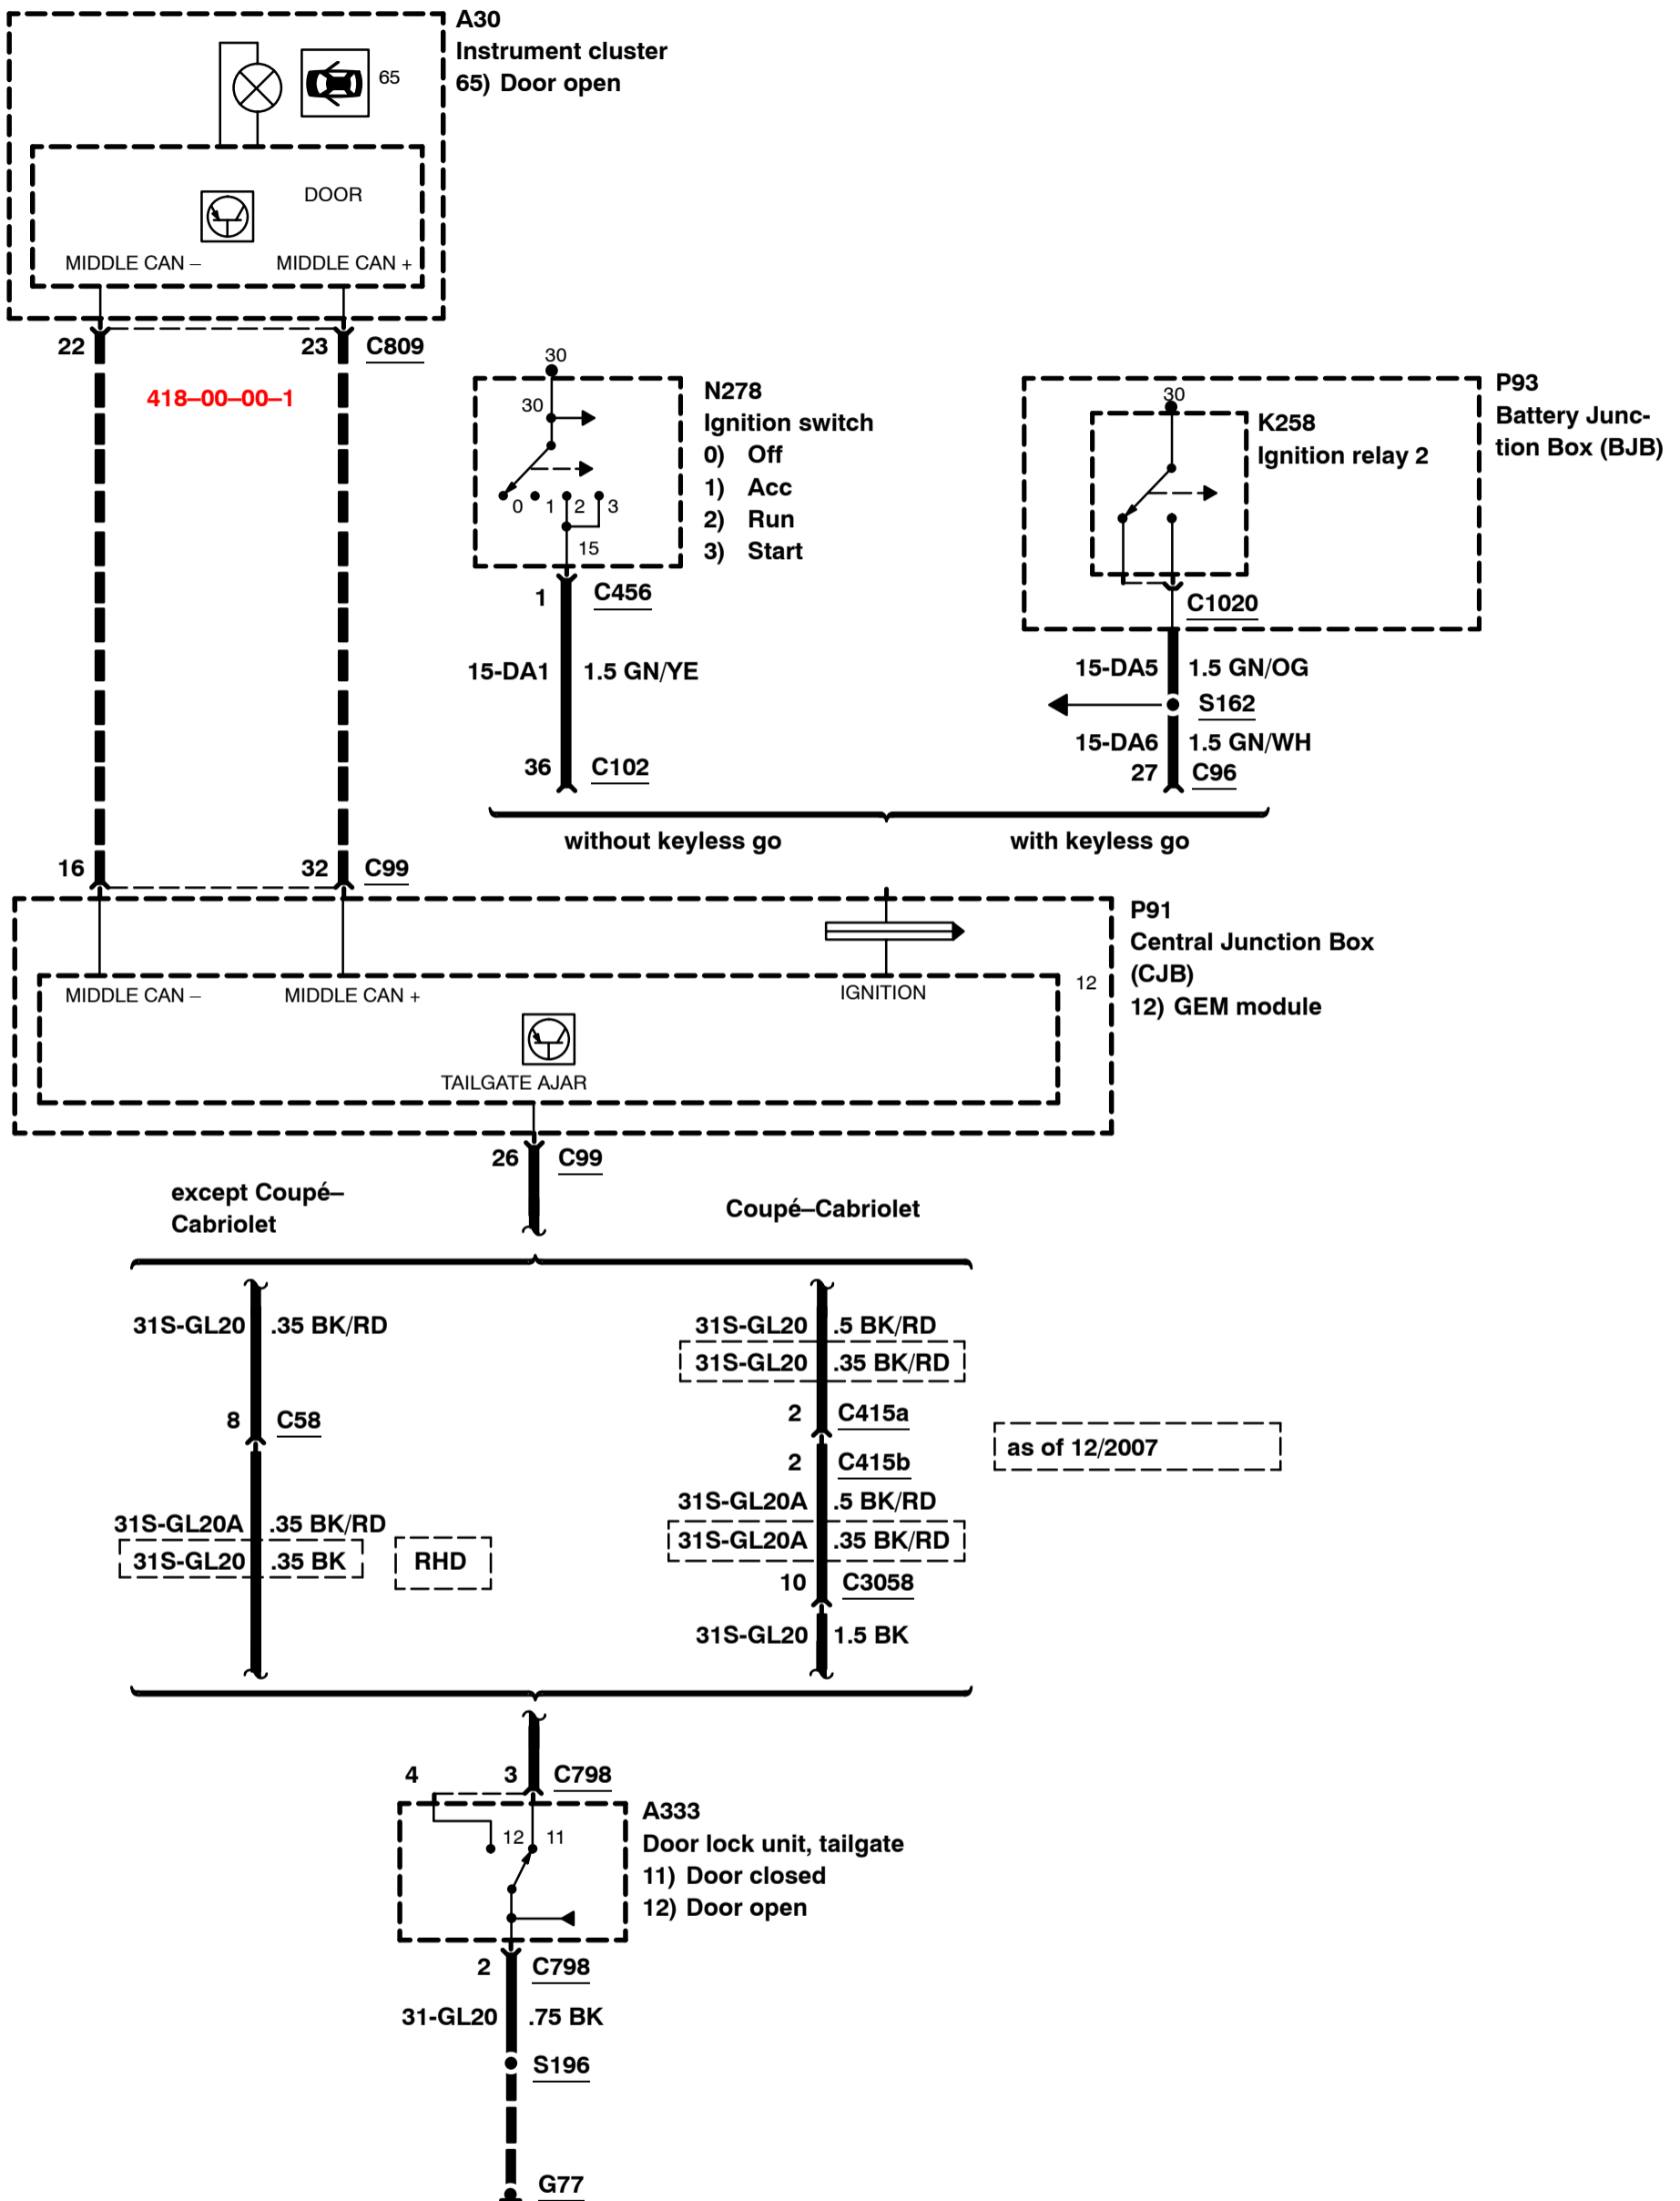 A30
Instrument cluster
65) Door open
65
DOOR
MIDDLE CAN –
MIDDLE CAN +
22
23
C809
418–00–00–1
30
30
0
1
2
3
15
N278
Ignition switch
0) Off
1) Acc
2) Run
3) Start
1
C456
15-DA1
1.5 GN/YE
36
C102
30
K258
Ignition relay 2
P93
Battery Junc-
tion Box (BJB)
C1020
15-DA5
1.5 GN/OG
S162
15-DA6
1.5 GN/WH
27
C96
without keyless go
with keyless go
16
32
C99
P91
Central Junction Box
(CJB)
12) GEM module
12
MIDDLE CAN –
MIDDLE CAN +
IGNITION
TAILGATE AJAR
26
C99
except Coupé–
Cabriolet
Coupé–Cabriolet
31S-GL20
.35 BK/RD
8
C58
31S-GL20A
.35 BK/RD
31S-GL20
.35 BK
RHD
31S-GL20
.5 BK/RD
31S-GL20
.35 BK/RD
2
C415a
2
C415b
as of 12/2007
31S-GL20A
.5 BK/RD
31S-GL20A
.35 BK/RD
10
C3058
31S-GL20
1.5 BK
4
3
C798
12
11
A333
Door lock unit, tailgate
11) Door closed
12) Door open
2
C798
31-GL20
.75 BK
S196
G77